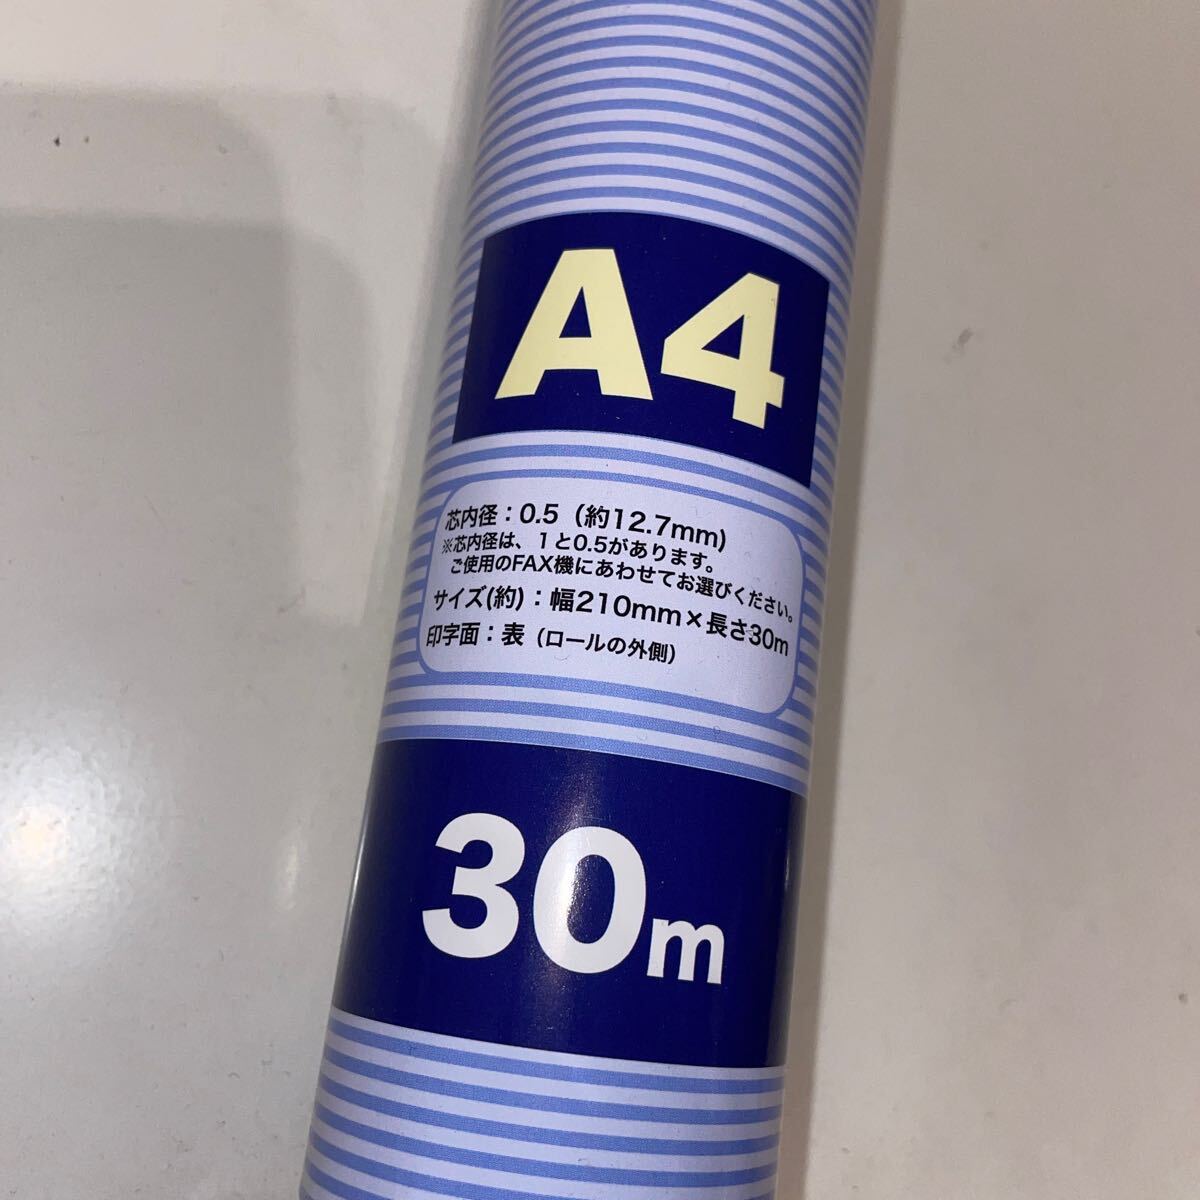 A4
芯内径：0.5（約12.7mm）
※芯内径は、１と0.5があります。
ご使用のFAX機にあわせてお選びください。
サイズ(約)：幅210mm×長さ30m
印字面：表（ロールの外側）
30m